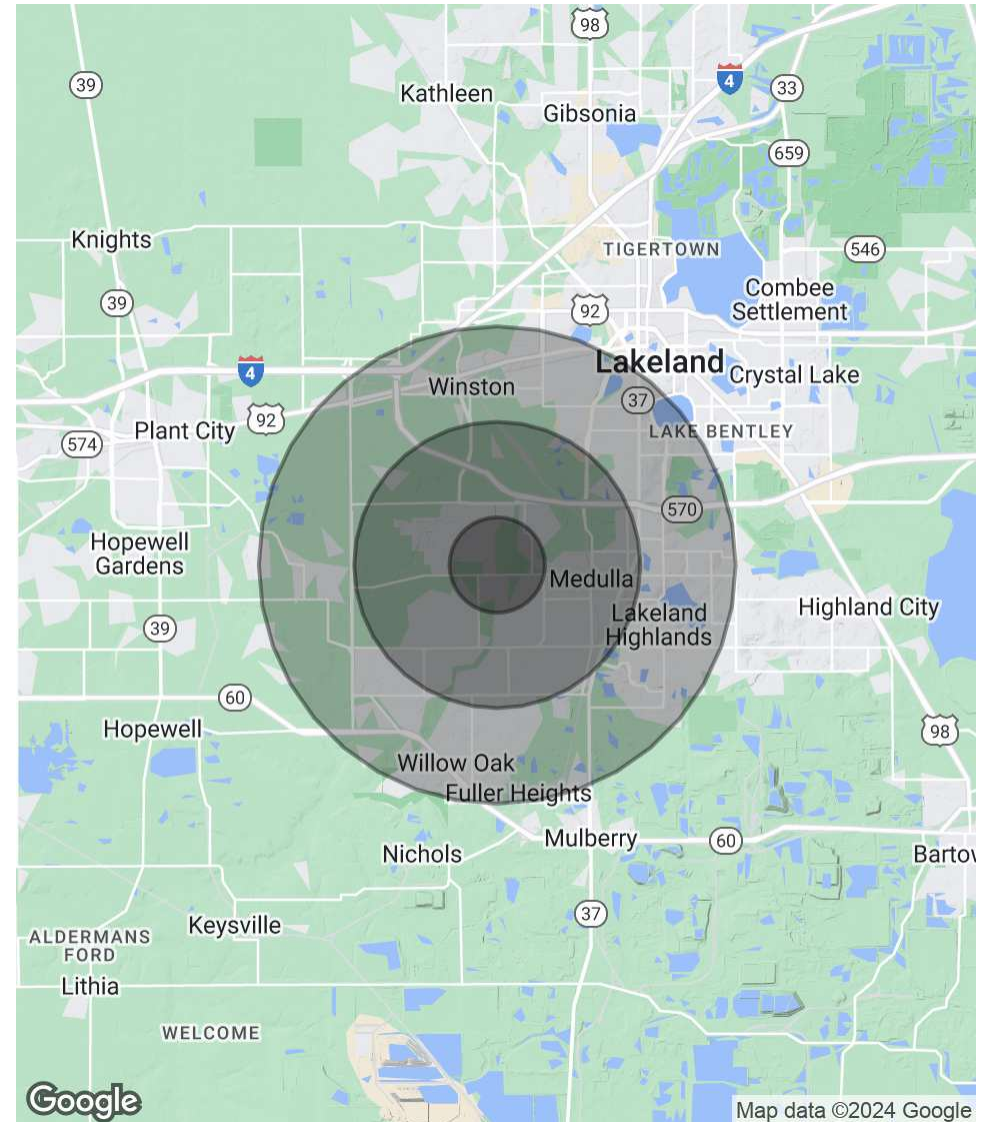 98
39
4
Kathleen
33
Gibsonia
659
Knights
TIGERTOWN
546
39
Combee
Settlement
92
Lakeland
4
Crystal Lake
Winston
37
92
Plant City
LAKE BENTLEY
574
570
Hopewell
Gardens
Medulla
Lakeland
Highlands
Highland City
39
60
Hopewell
98
Willow Oak
Fuller Heights
Mulberry
60
Nichols
Bartow
37
Keysville
ALDERMANS
FORD
Lithia
WELCOME
Google
Map data ©2024 Google